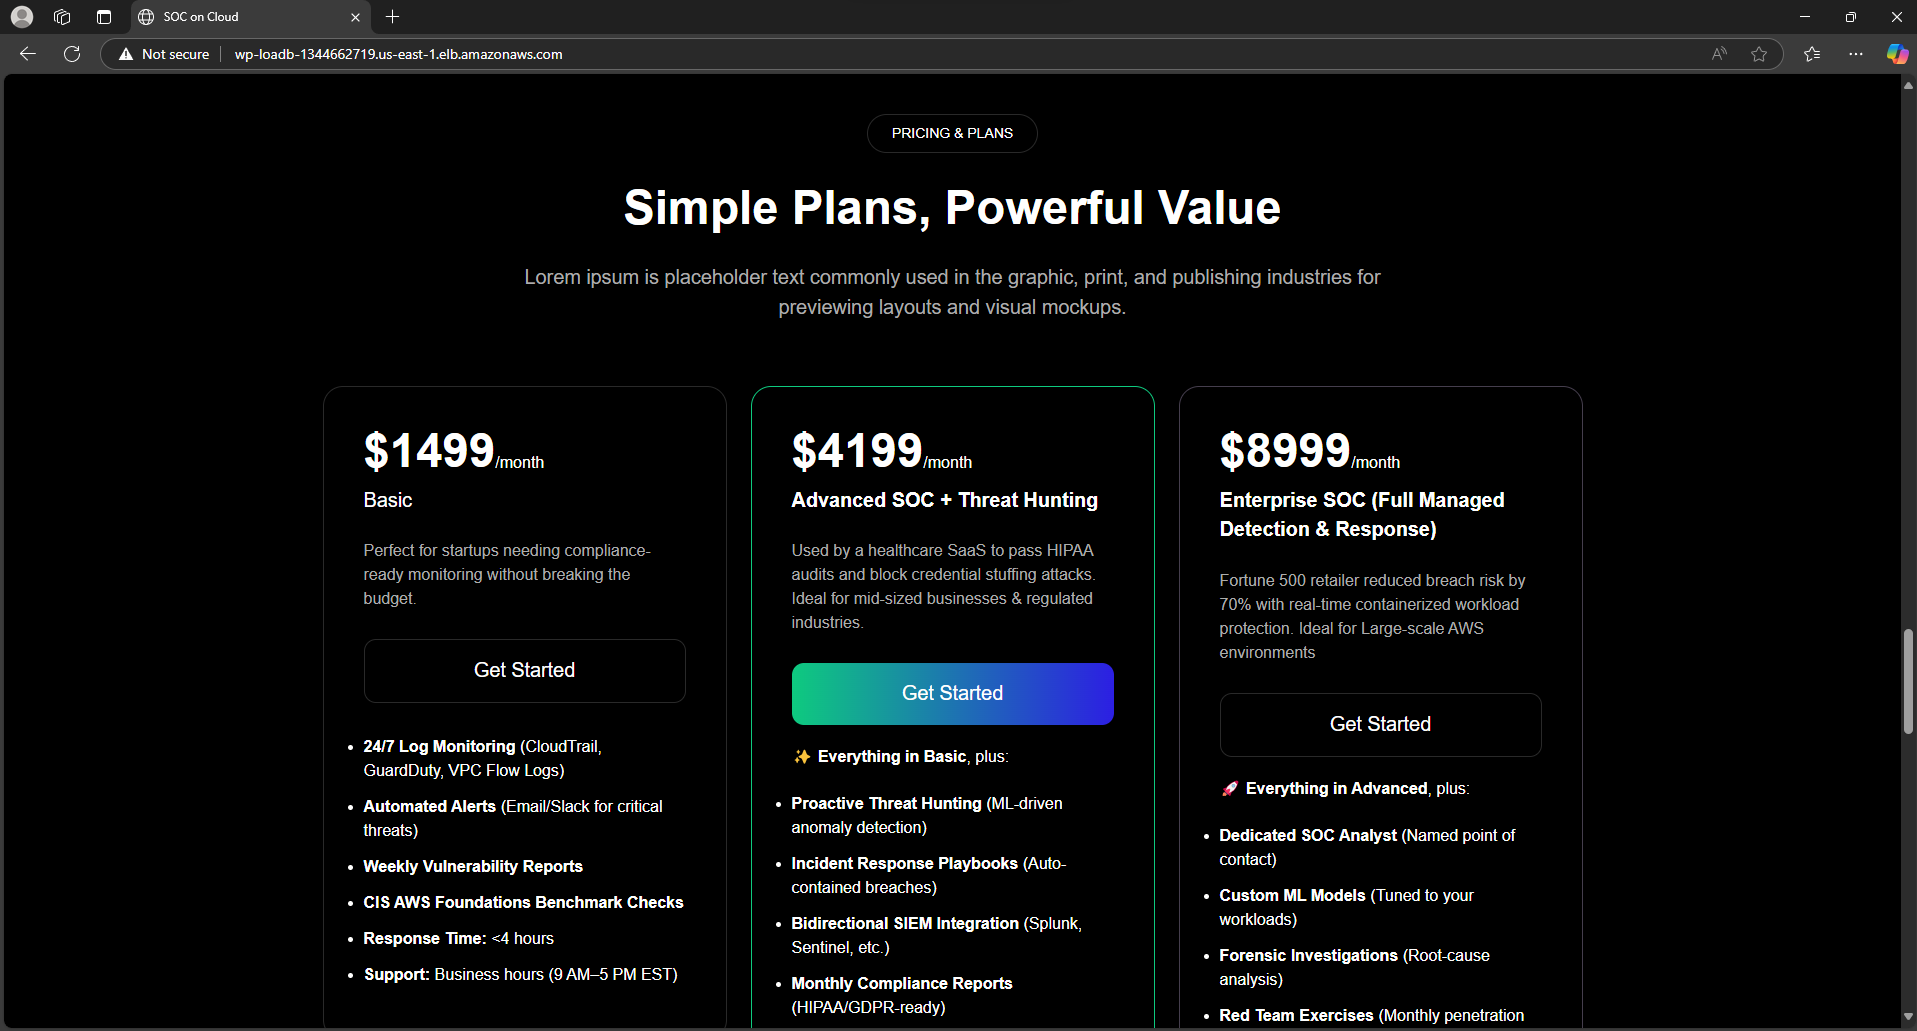 SOC on Cloud
Not secure
wp-loadb-1344662719.us-east-1.elb.amazonaws.com
PRICING & PLANS
Simple Plans, Powerful Value
Lorem ipsum is placeholder text commonly used in the graphic, print, and publishing industries for
previewing layouts and visual mockups.
$1499/month
Basic
Perfect for startups needing compliance-
ready monitoring without breaking the
budget.
Get Started
• 24/7 Log Monitoring (CloudTrail,
GuardDuty, VPC Flow Logs)
• Automated Alerts (Email/Slack for critical
threats)
• Weekly Vulnerability Reports
• CIS AWS Foundations Benchmark Checks
• Response Time: <4 hours
• Support: Business hours (9 AM–5 PM EST)
$4199/month
Advanced SOC + Threat Hunting
Used by a healthcare SaaS to pass HIPAA
audits and block credential stuffing attacks.
Ideal for mid-sized businesses & regulated
industries.
Get Started
✨ Everything in Basic, plus:
• Proactive Threat Hunting (ML-driven
anomaly detection)
• Incident Response Playbooks (Auto-
contained breaches)
• Bidirectional SIEM Integration (Splunk,
Sentinel, etc.)
• Monthly Compliance Reports
(HIPAA/GDPR-ready)
$8999/month
Enterprise SOC (Full Managed
Detection & Response)
Fortune 500 retailer reduced breach risk by
70% with real-time containerized workload
protection. Ideal for Large-scale AWS
environments
Get Started
🚀 Everything in Advanced, plus:
• Dedicated SOC Analyst (Named point of
contact)
• Custom ML Models (Tuned to your
workloads)
• Forensic Investigations (Root-cause
analysis)
• Red Team Exercises (Monthly penetration